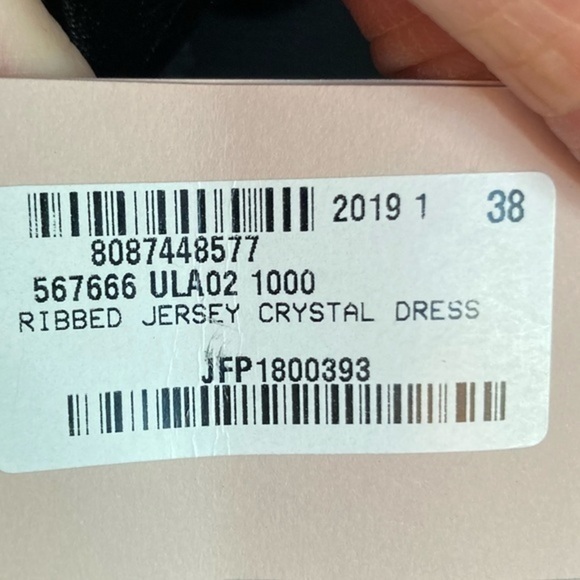 2019 1 38
8087448577
567666 ULA02 1000
RIBBED JERSEY CRYSTAL DRESS
JFP1800393